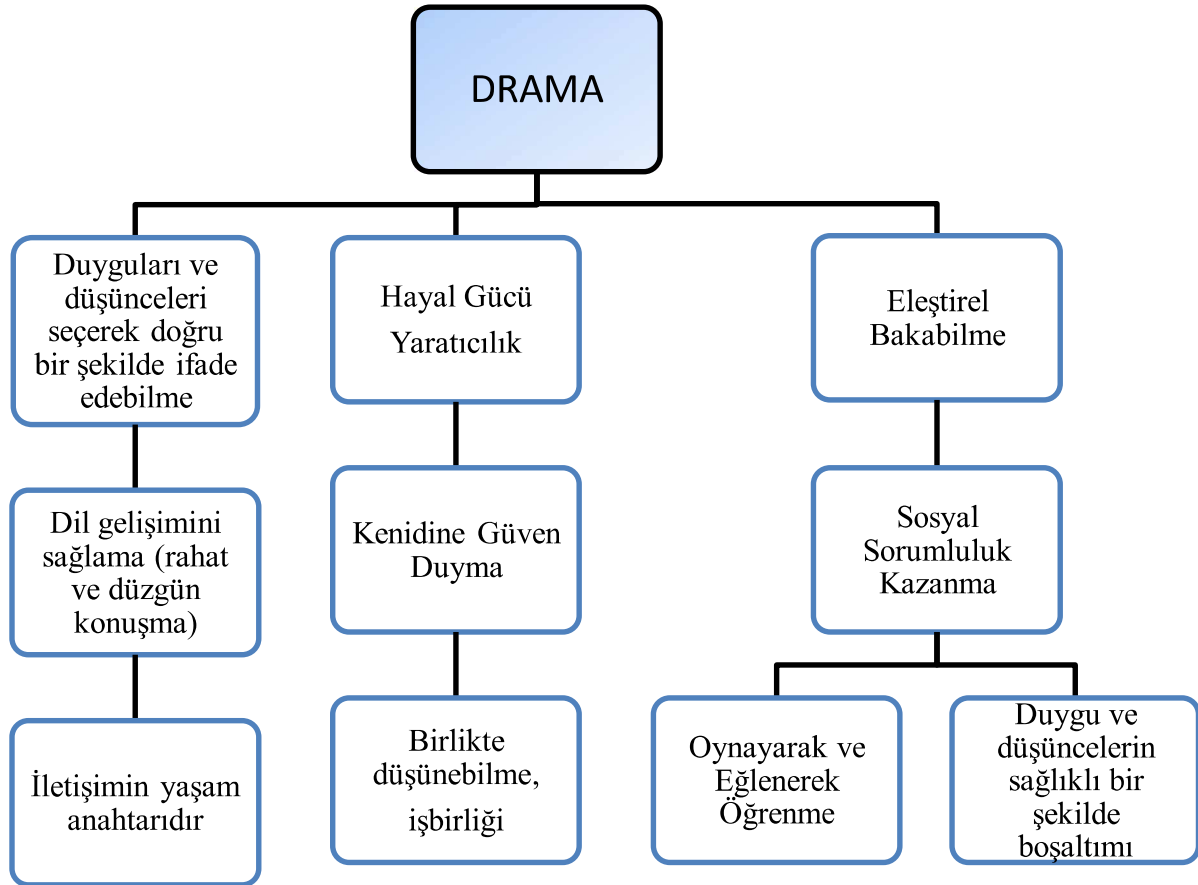 DRAMA
Duyguları ve
düşünceleri
seçerek doğru
bir şekilde ifade
edebilme
Hayal Gücü
Yaratıcılık
Eleştirel
Bakabilme
Dil gelişimini
sağlama (rahat
ve düzgün
konuşma)
Kenidine Güven
Duyma
Sosyal
Sorumluluk
Kazanma
İletişimin yaşam
anahtarıdır
Birlikte
düşünebilme,
işbirliği
Oynayarak ve
Eğlenerek
Öğrenme
Duygu ve
düşüncelerin
sağlıklı bir
şekilde
boşaltımı